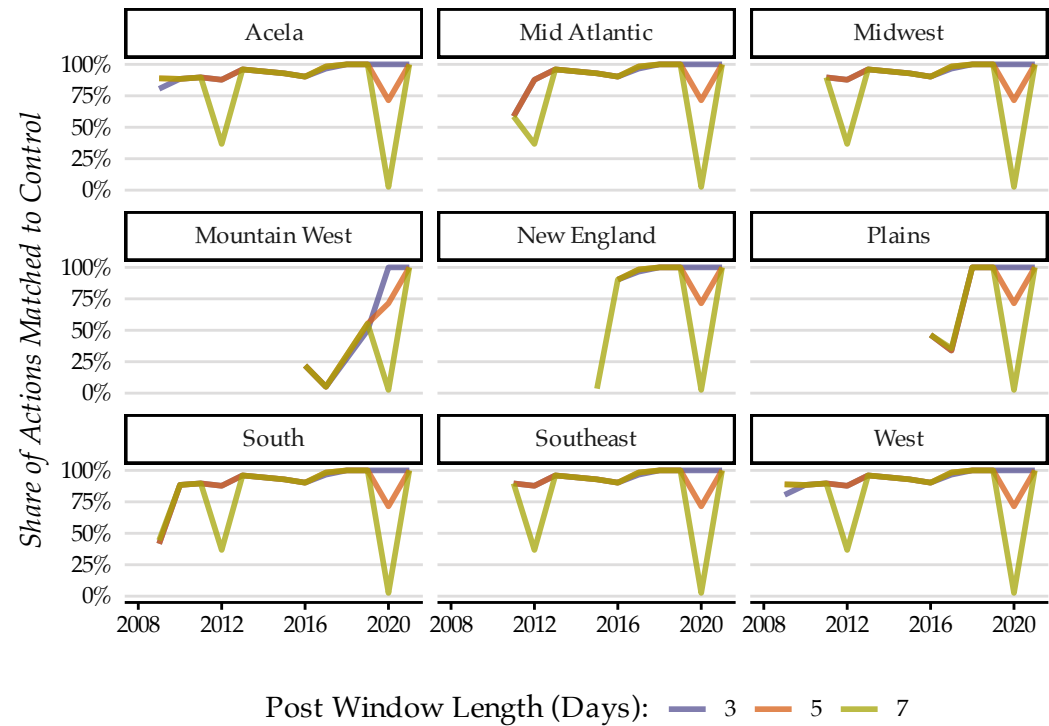 Share of Actions Matched to Control
Acela Mid Atlantic Midwest
100%
75%
50%
25%
0%
Mountain West New England Plains
100%
75%
50%
25%
0%
South Southeast West
100%
75%
50%
25%
0%
2008 2012 2016 2020 2008 2012 2016 2020 2008 2012 2016 2020
Post Window Length (Days): 3 5 7